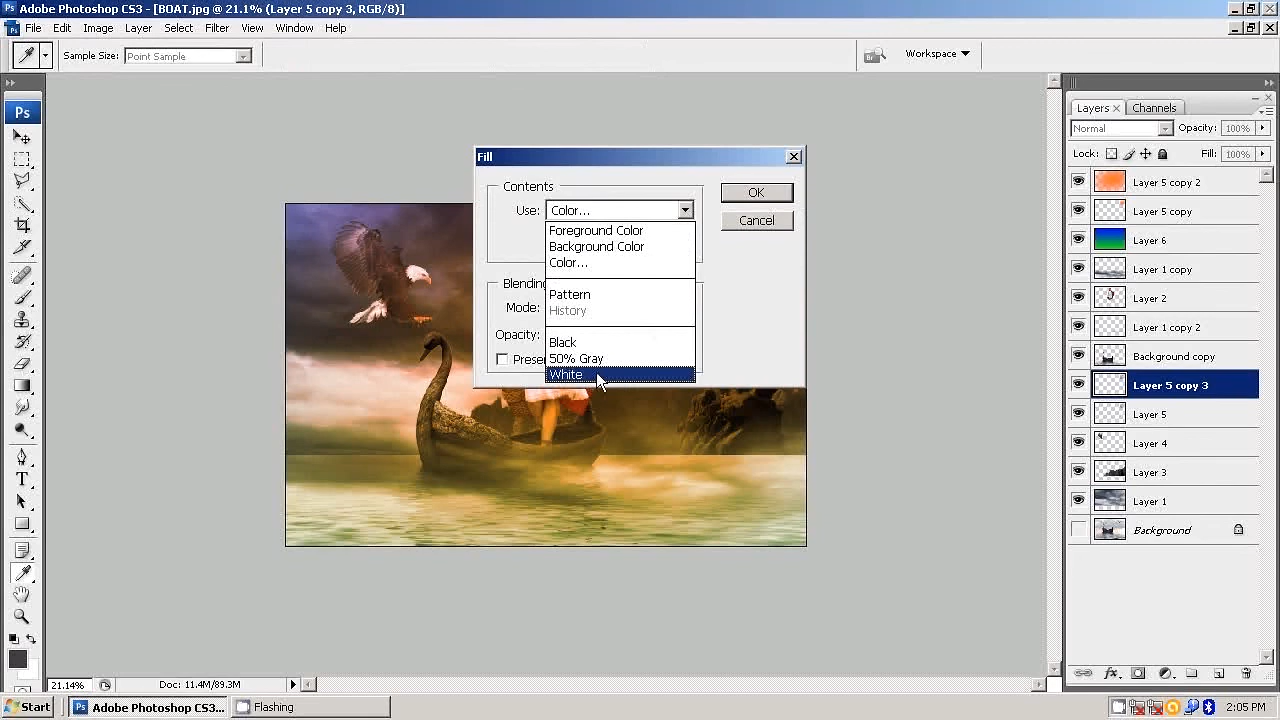 Adobe Photoshop CS3 - [BOAT.jpg @ 21.1% (Layer 5 copy 3, RGB/8)]
File Edit Image Layer Select Filter View Window Help
Sample Size: Point Sample
Br Workspace
Ps
Layers Channels
Normal Opacity: 100%
Lock: Fill: 100%
Layer 5 copy 2
Layer 5 copy
Layer 6
Layer 1 copy
Layer 2
Layer 1 copy 2
Background copy
Layer 5 copy 3
Layer 5
Layer 4
Layer 3
Layer 1
Background
Fill
Contents
Use: Color...
OK
Cancel
Foreground Color
Background Color
Color...
Pattern
History
Black
50% Gray
White
Blending
Mode:
Opacity:
Preser
21.14% Doc: 11.4M/89.3M
Start Adobe Photoshop CS3... Flashing 2:05 PM